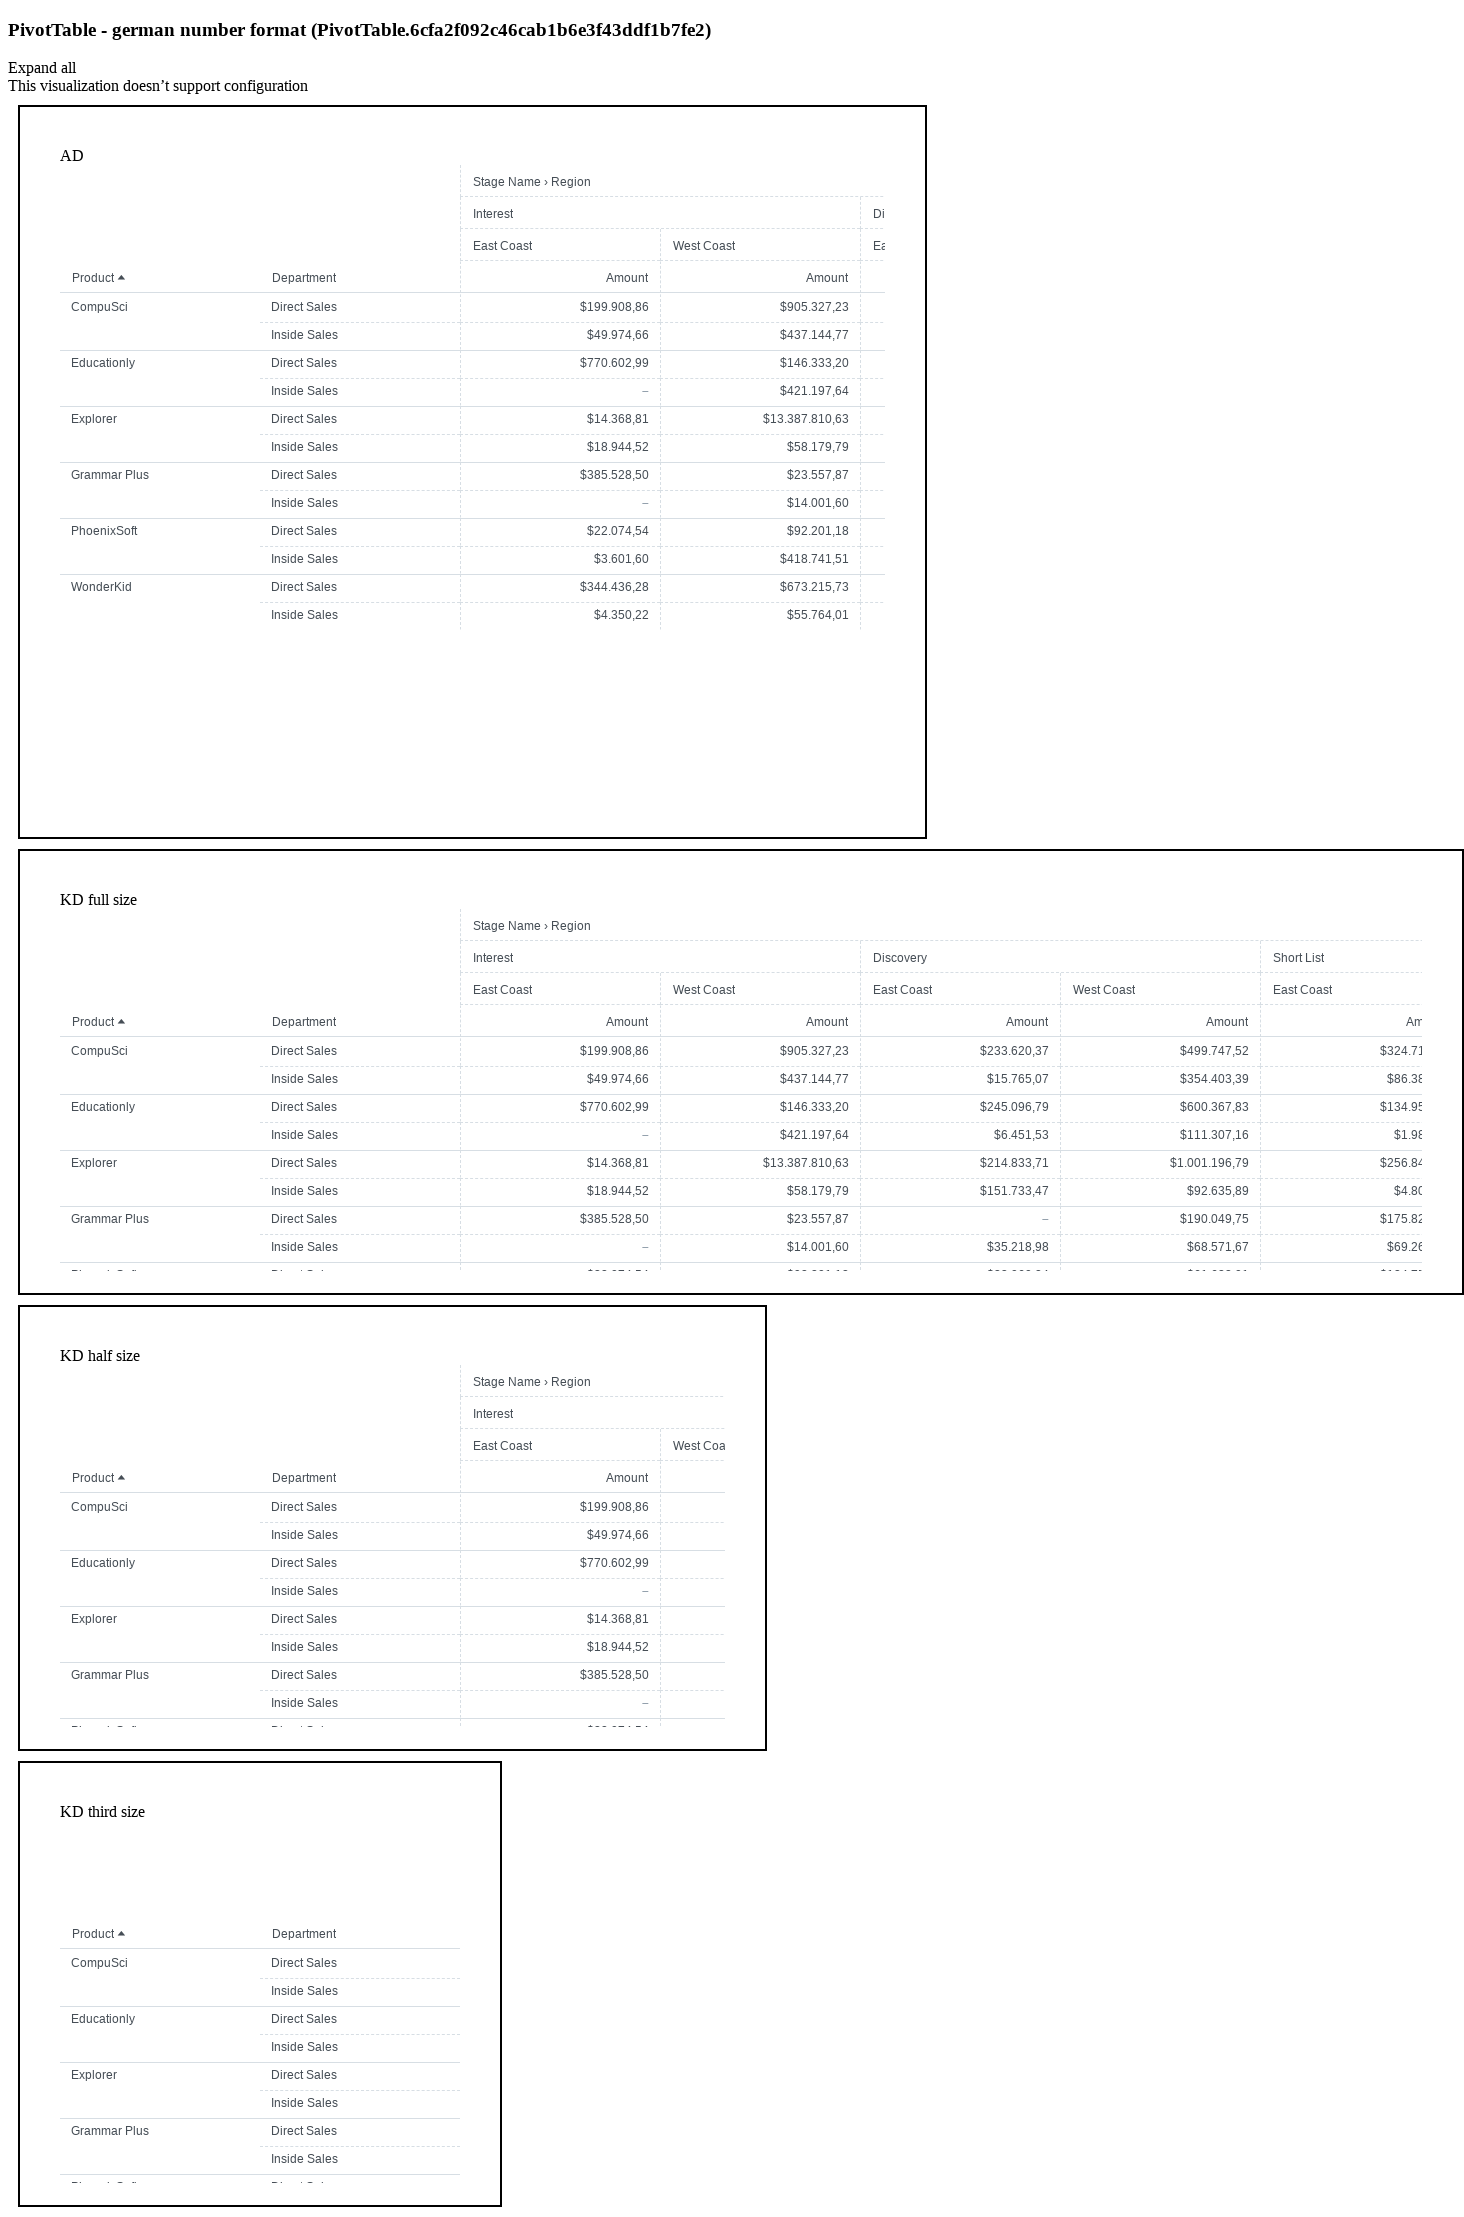 PivotTable - german number format (PivotTable.6cfa2f092c46cab1b6e3f43ddf1b7fe2)
Expand all
This visualization doesn’t support configuration
AD
Stage Name › Region
Interest Di
East Coast West Coast Ea
Product Department Amount Amount
CompuSci Direct Sales $199.908,86 $905.327,23
Inside Sales $49.974,66 $437.144,77
Educationly Direct Sales $770.602,99 $146.333,20
Inside Sales – $421.197,64
Explorer Direct Sales $14.368,81 $13.387.810,63
Inside Sales $18.944,52 $58.179,79
Grammar Plus Direct Sales $385.528,50 $23.557,87
Inside Sales – $14.001,60
PhoenixSoft Direct Sales $22.074,54 $92.201,18
Inside Sales $3.601,60 $418.741,51
WonderKid Direct Sales $344.436,28 $673.215,73
Inside Sales $4.350,22 $55.764,01
KD full size
Stage Name › Region
Interest Discovery Short List
East Coast West Coast East Coast West Coast East Coast
Product Department Amount Amount Amount Amount Am
CompuSci Direct Sales $199.908,86 $905.327,23 $233.620,37 $499.747,52 $324.71
Inside Sales $49.974,66 $437.144,77 $15.765,07 $354.403,39 $86.38
Educationly Direct Sales $770.602,99 $146.333,20 $245.096,79 $600.367,83 $134.95
Inside Sales – $421.197,64 $6.451,53 $111.307,16 $1.98
Explorer Direct Sales $14.368,81 $13.387.810,63 $214.833,71 $1.001.196,79 $256.84
Inside Sales $18.944,52 $58.179,79 $151.733,47 $92.635,89 $4.80
Grammar Plus Direct Sales $385.528,50 $23.557,87 – $190.049,75 $175.82
Inside Sales – $14.001,60 $35.218,98 $68.571,67 $69.26
KD half size
Stage Name › Region
Interest
East Coast West Coa
Product Department Amount
CompuSci Direct Sales $199.908,86
Inside Sales $49.974,66
Educationly Direct Sales $770.602,99
Inside Sales –
Explorer Direct Sales $14.368,81
Inside Sales $18.944,52
Grammar Plus Direct Sales $385.528,50
Inside Sales –
KD third size
Product Department
CompuSci Direct Sales
Inside Sales
Educationly Direct Sales
Inside Sales
Explorer Direct Sales
Inside Sales
Grammar Plus Direct Sales
Inside Sales